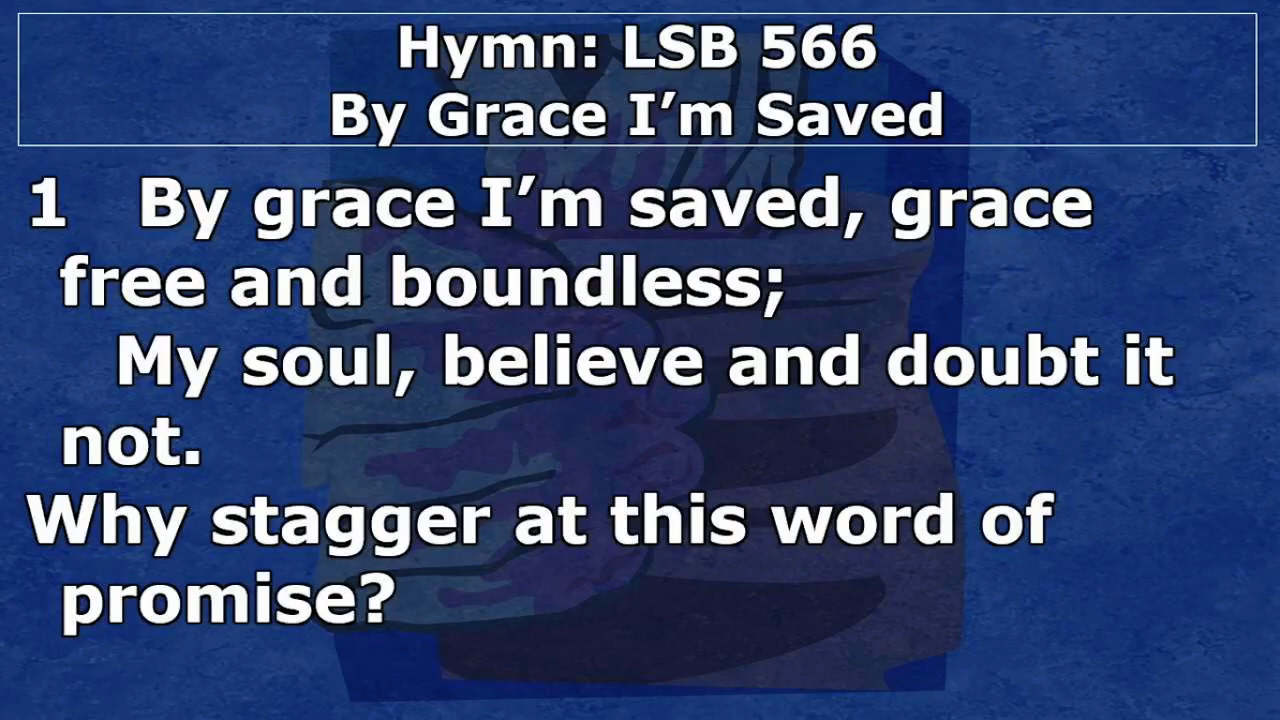 Hymn: LSB 566
By Grace I’m Saved
1 By grace I’m saved, grace
free and boundless;
My soul, believe and doubt it
not.
Why stagger at this word of
promise?